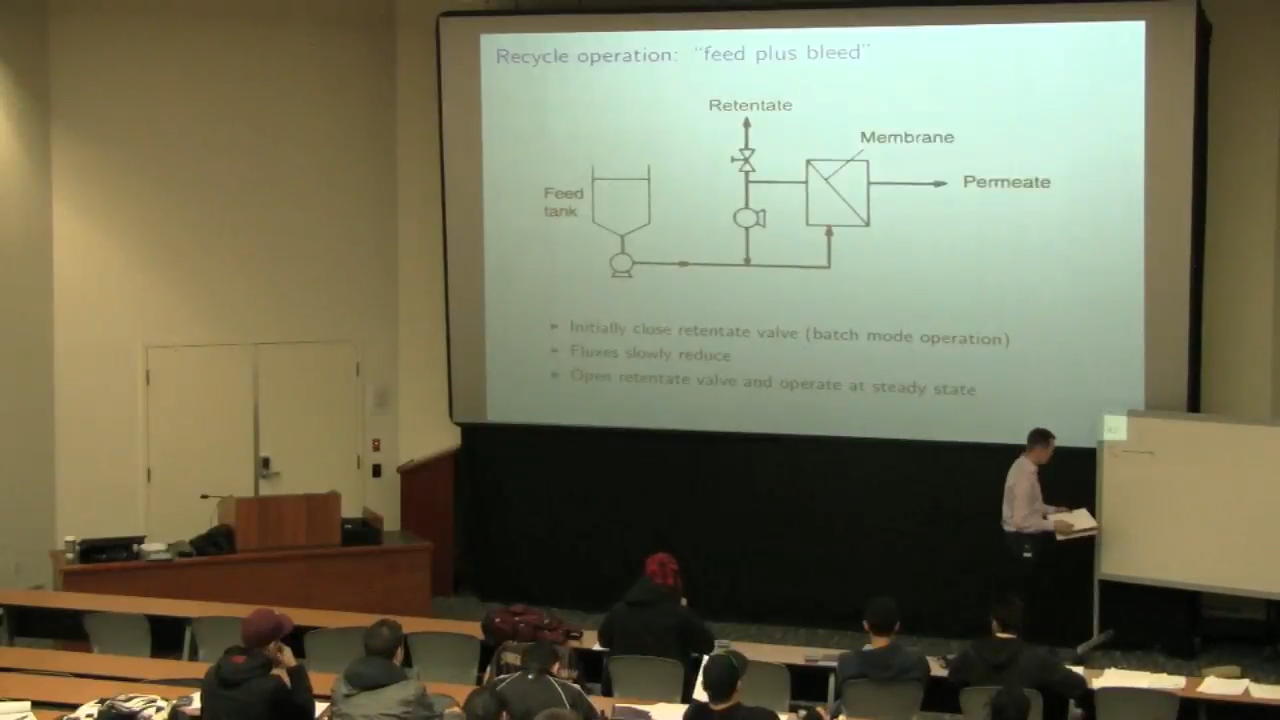 Recycle operation: "feed plus bleed"
Retentate
Membrane
Feed
tank
Permeate
Initially close retentate valve (batch mode operation)
Fluxes slowly reduce
Open retentate valve and operate at steady state